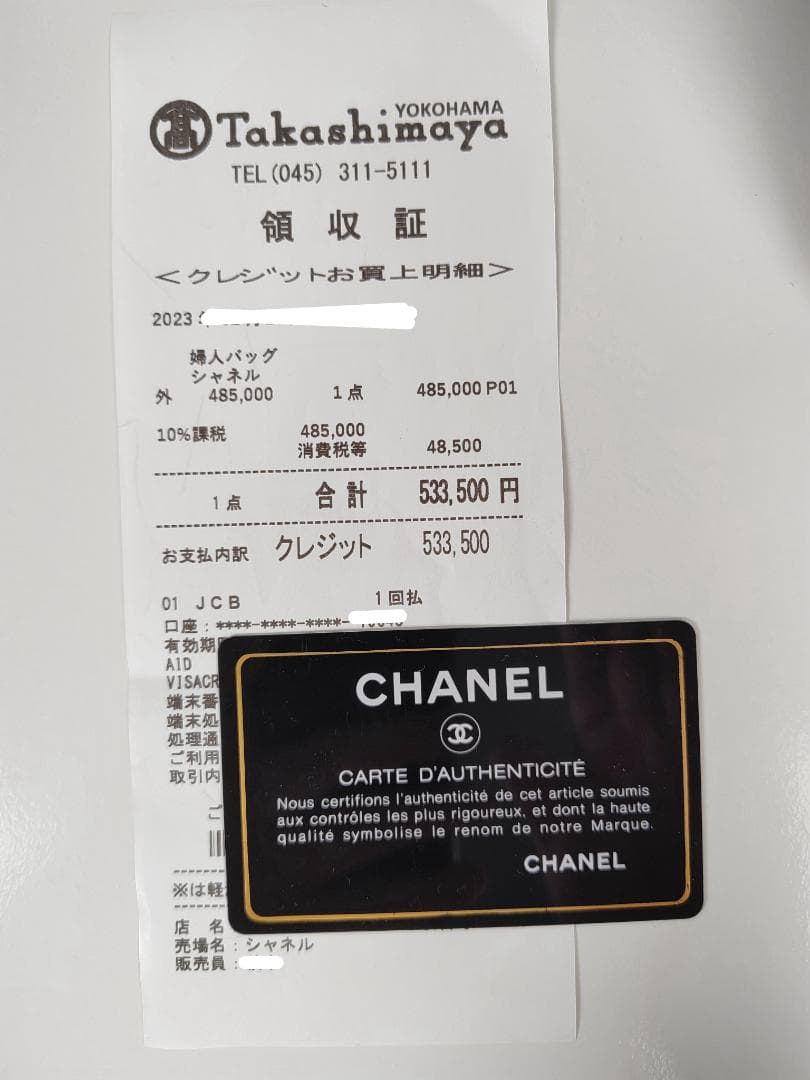 高 YOKOHAMA
Takashimaya
TEL(045) 311-5111
領 収 証
＜クレジットお買上明細＞
2023
婦人バッグ
シャネル
外 485,000 1点 485,000 P01
10%課税 485,000
消費税等 48,500
1点 合計 533,500 円
お支払内訳 クレジット 533,500
01 JCB 1回払
口座：****-****-****-
有効期
AID
VISACR
端末番
端末処
処理通
ご利用
取引内
ご
※は軽
店 名
売場名：シャネル
販売員：
CHANEL
CARTE D'AUTHENTICITÉ
Nous certifions l'authenticité de cet article soumis
aux contrôles les plus rigoureux, et dont la haute
qualité symbolise le renom de notre Marque.
CHANEL